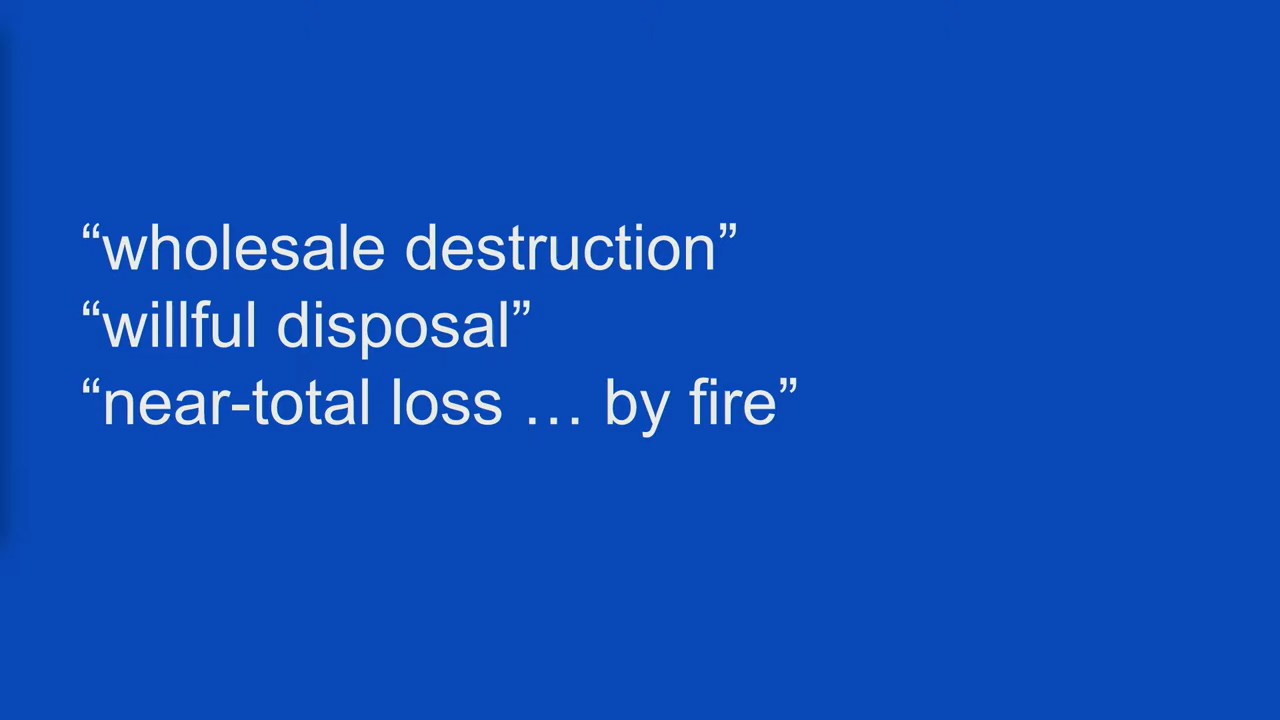 “wholesale destruction”
“willful disposal”
“near-total loss … by fire”